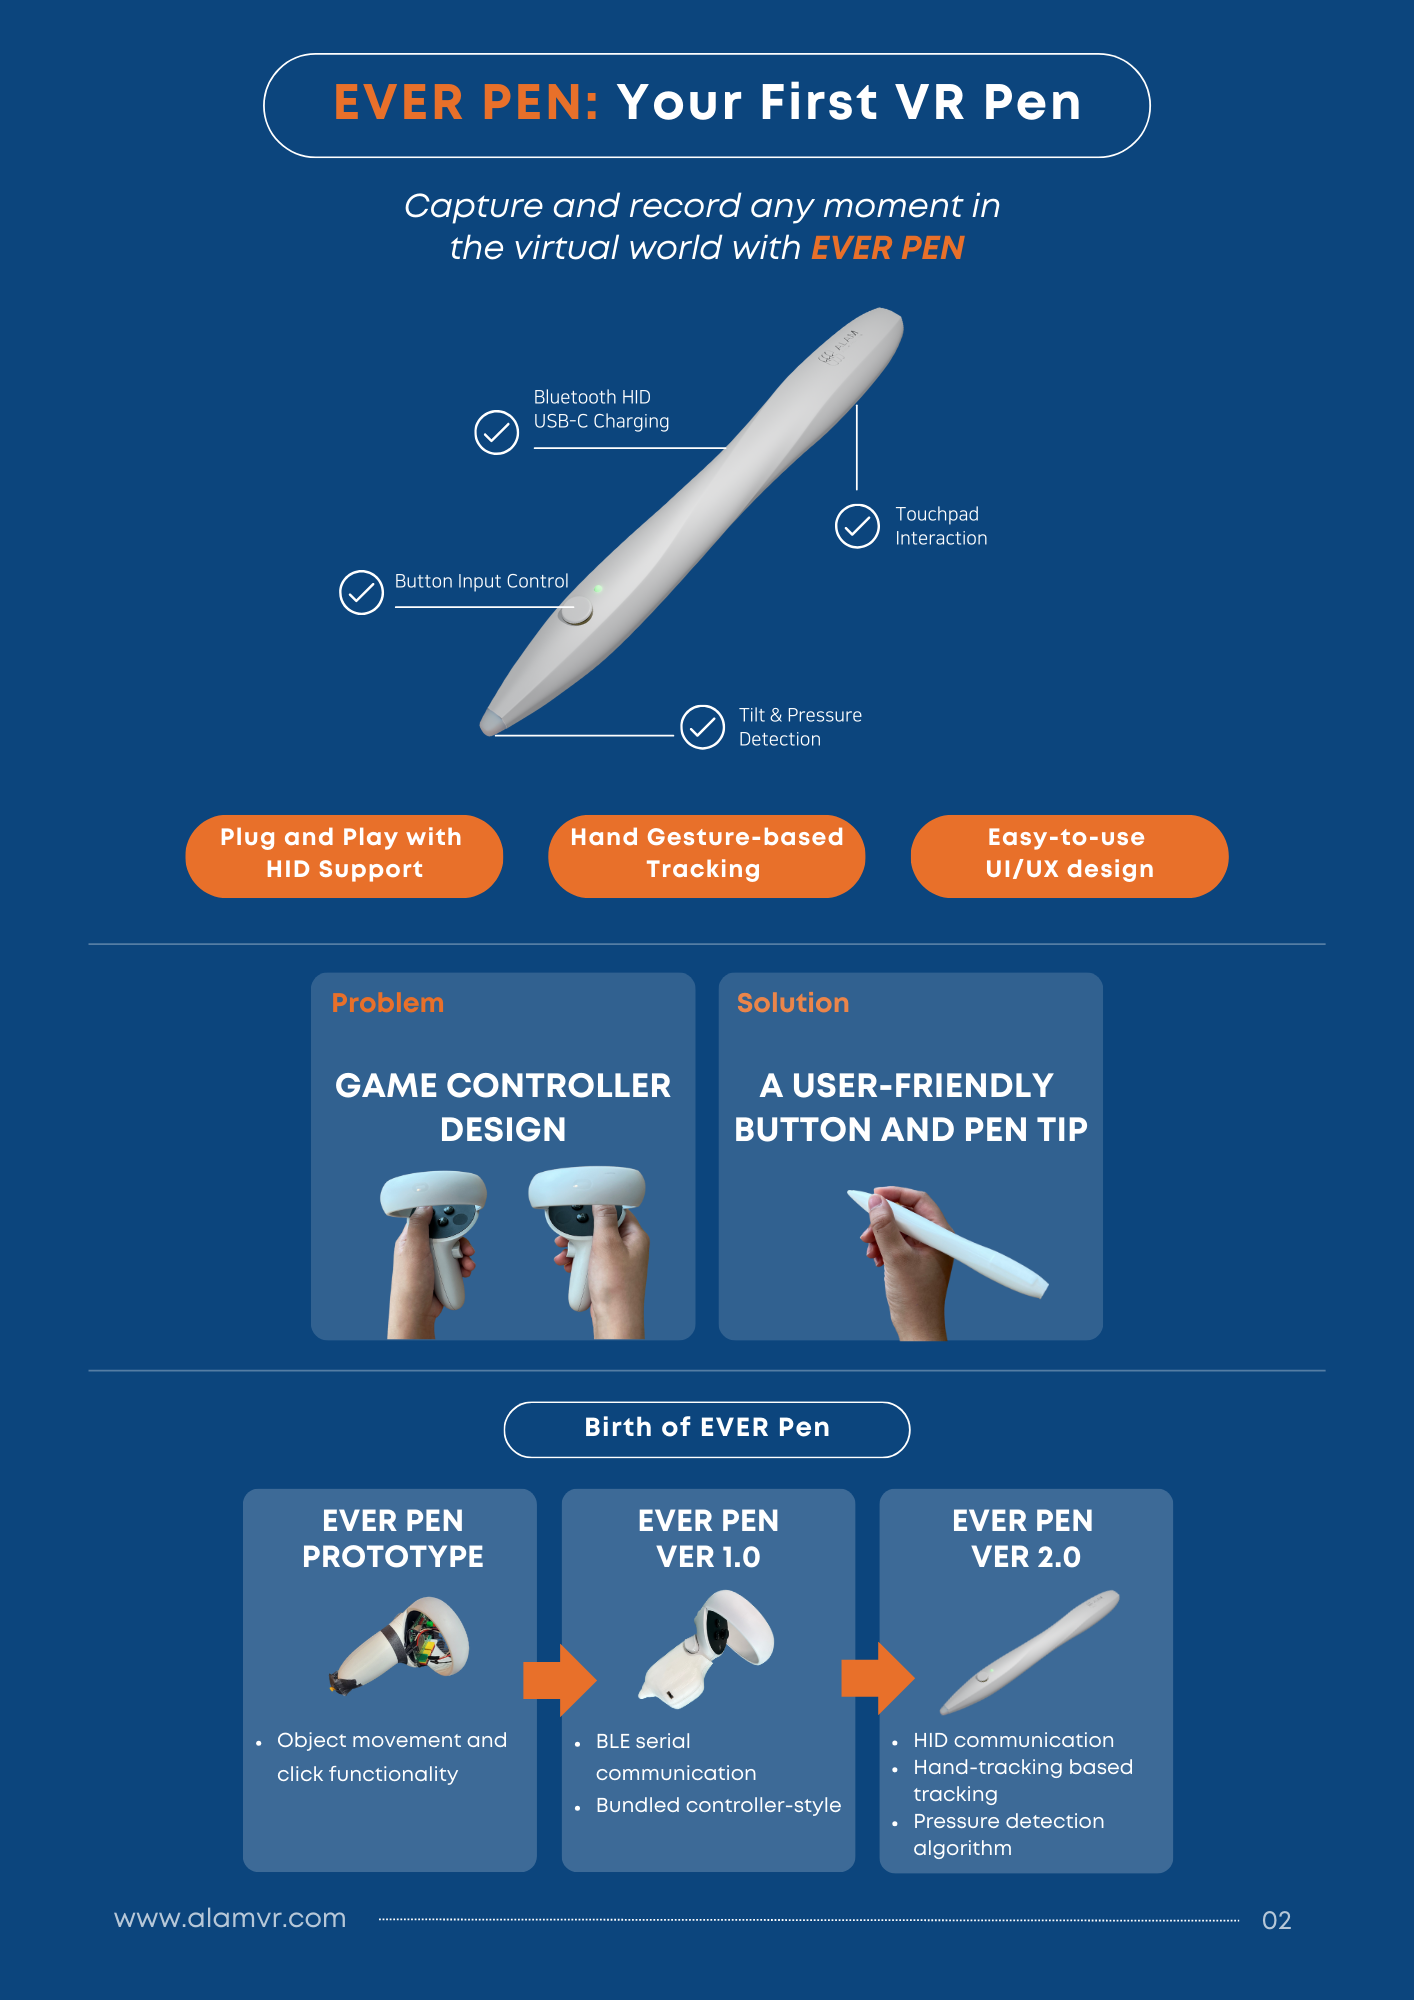 EVER PEN: Your First VR Pen
Capture and record any moment in
the virtual world with EVER PEN
ALAM
Bluetooth HID
USB-C Charging
Touchpad
Interaction
Button Input Control
Tilt & Pressure
Detection
Plug and Play with
HID Support
Hand Gesture-based
Tracking
Easy-to-use
UI/UX design
Problem
GAME CONTROLLER
DESIGN
Solution
A USER-FRIENDLY
BUTTON AND PEN TIP
Birth of EVER Pen
EVER PEN
PROTOTYPE
• Object movement and
click functionality
EVER PEN
VER 1.0
• BLE serial
communication
• Bundled controller-style
EVER PEN
VER 2.0
• HID communication
• Hand-tracking based
tracking
• Pressure detection
algorithm
www.alamvr.com
02